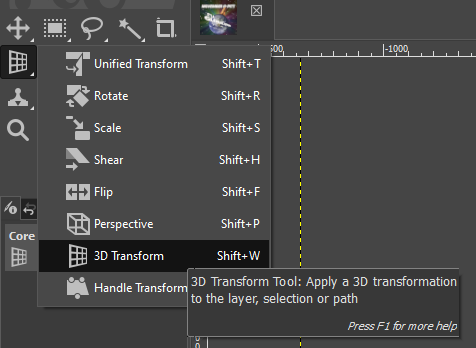 500
-1000
Unified Transform Shift+T
Rotate Shift+R
Scale Shift+S
Shear Shift+H
Flip Shift+F
Perspective Shift+P
Core
3D Transform Shift+W
Handle Transform
3D Transform Tool: Apply a 3D transformation
to the layer, selection or path
Press F1 for more help